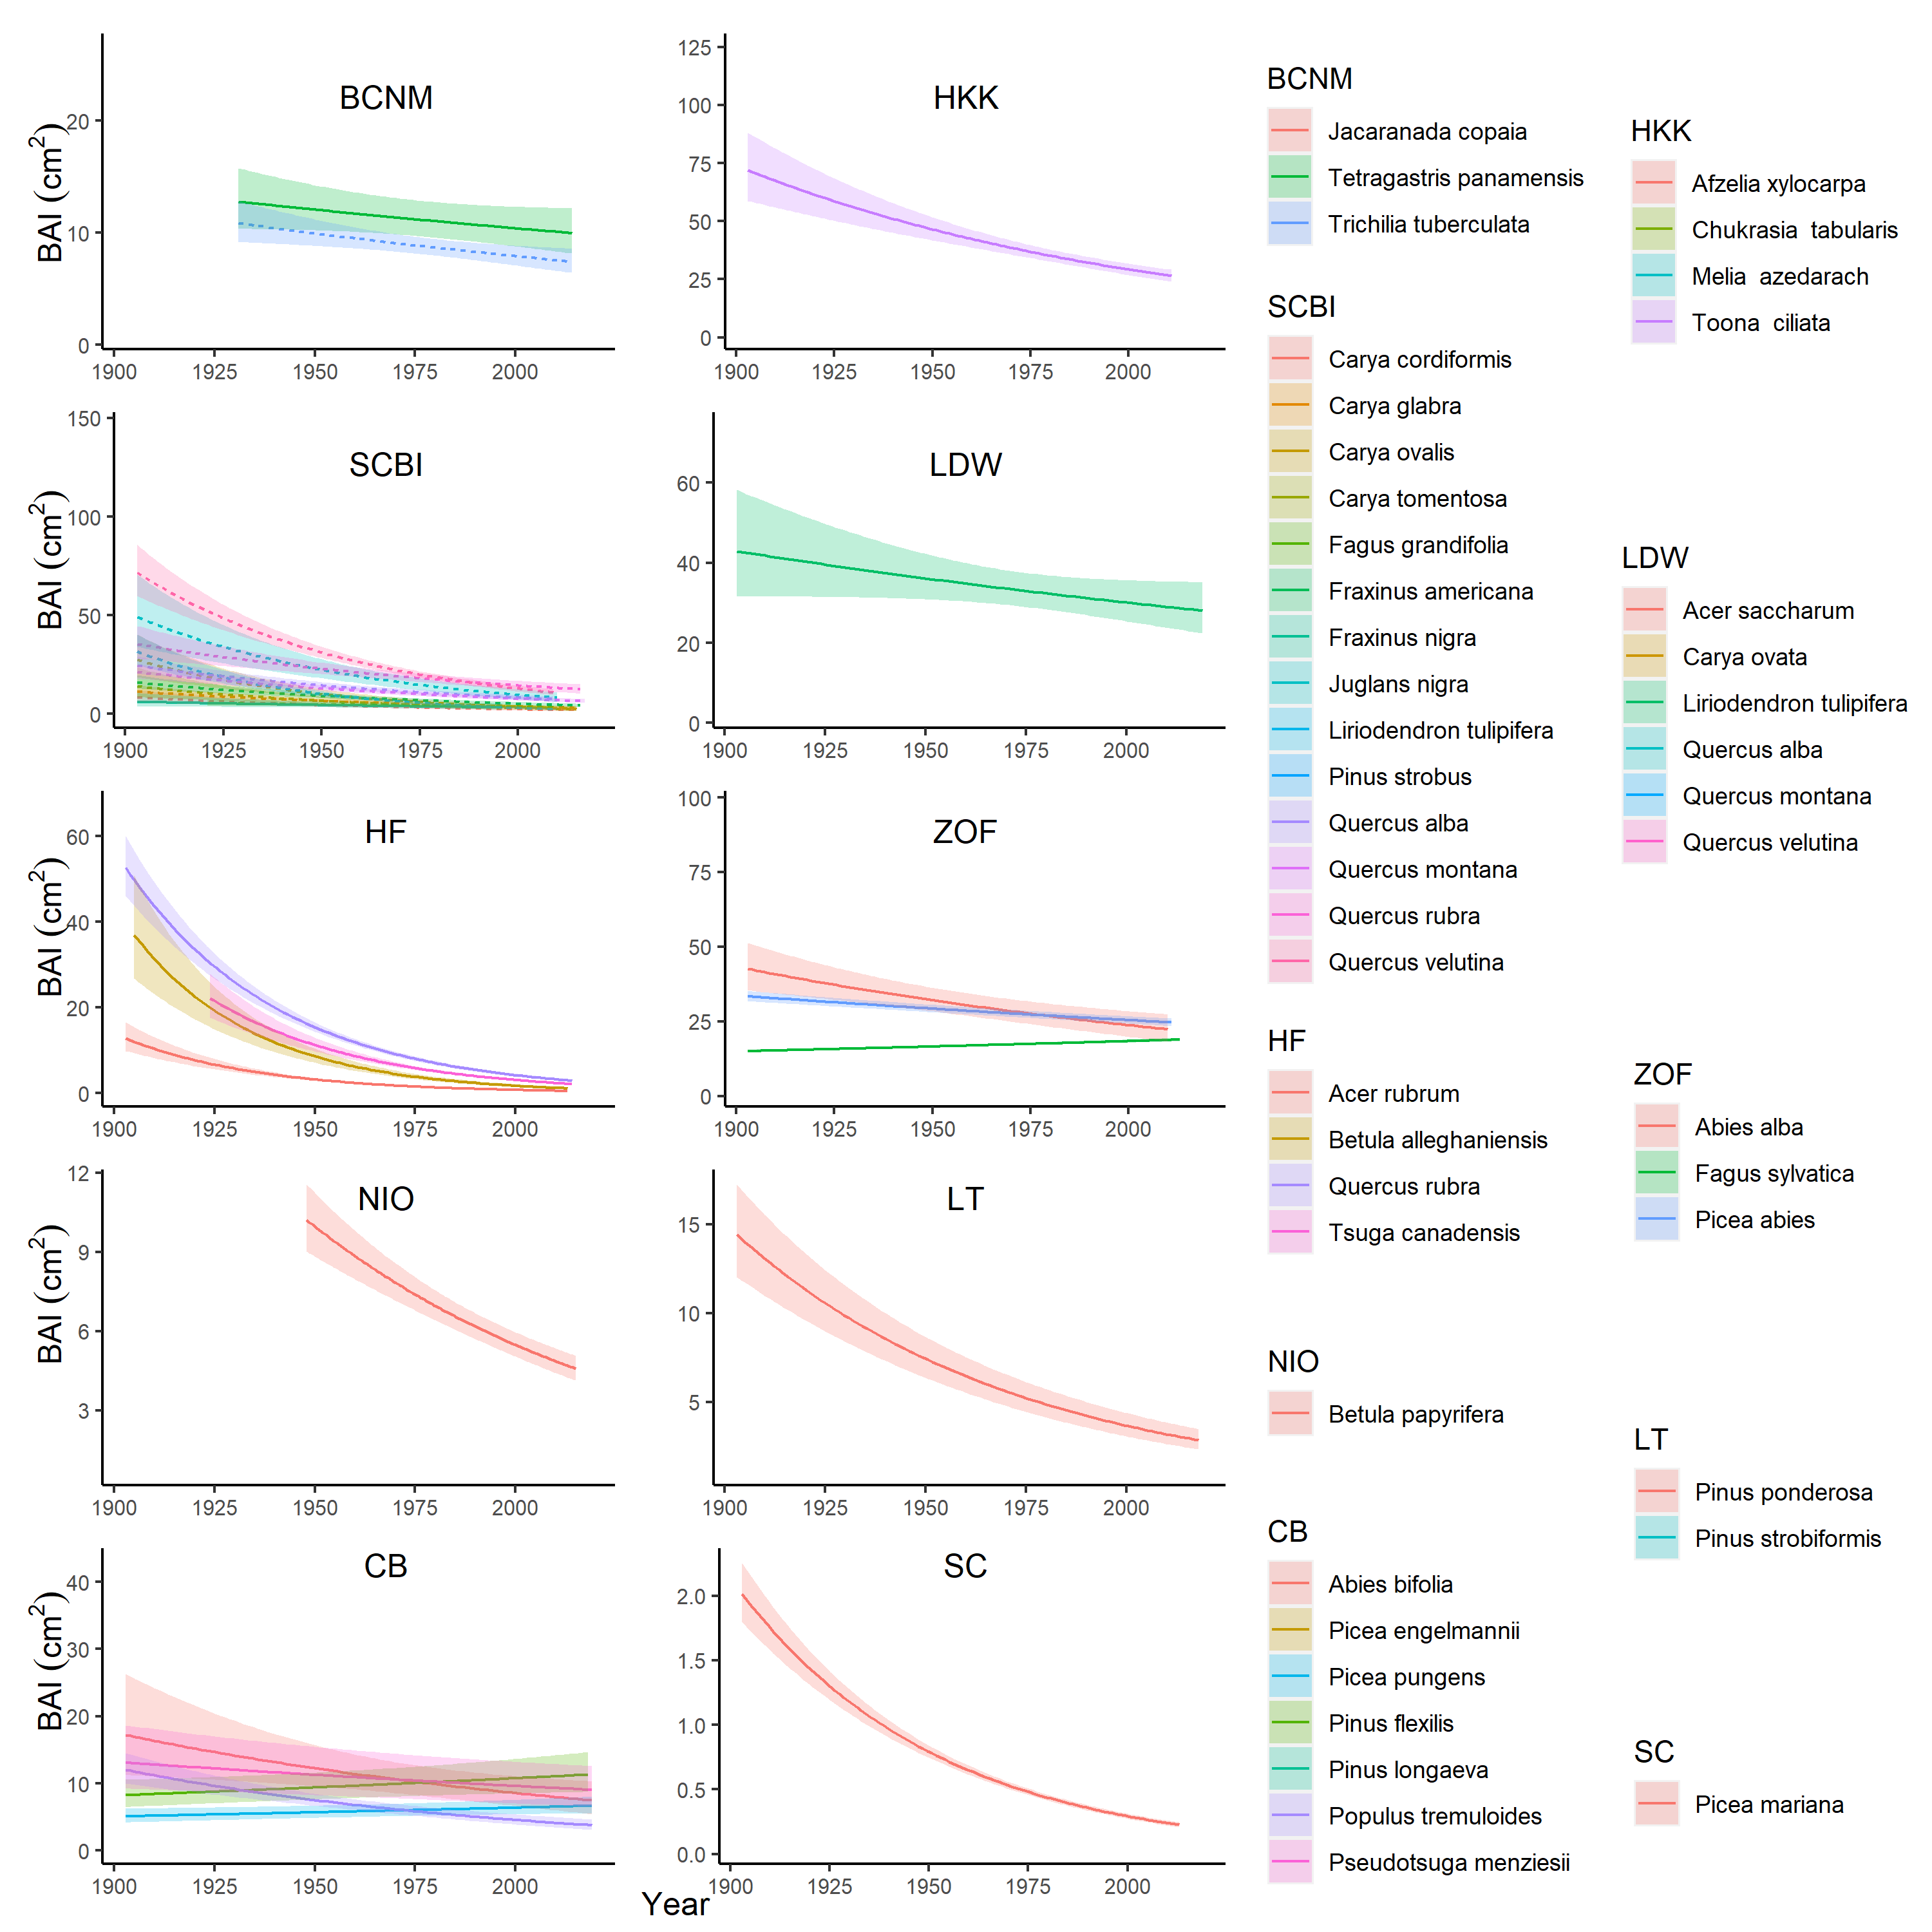 BCNM
BAI (cm2)
20
10
0
1900 1925 1950 1975 2000
HKK
125
100
75
50
25
0
1900 1925 1950 1975 2000
SCBI
BAI (cm2)
150
100
50
0
1900 1925 1950 1975 2000
LDW
60
40
20
0
1900 1925 1950 1975 2000
HF
BAI (cm2)
60
40
20
0
1900 1925 1950 1975 2000
ZOF
100
75
50
25
0
1900 1925 1950 1975 2000
NIO
BAI (cm2)
12
9
6
3
1900 1925 1950 1975 2000
LT
15
10
5
1900 1925 1950 1975 2000
CB
BAI (cm2)
40
30
20
10
0
1900 1925 1950 1975 2000
SC
2.0
1.5
1.0
0.5
0.0
1900 1925 1950 1975 2000
Year
BCNM
Jacaranada copaia
Tetragastris panamensis
Trichilia tuberculata
SCBI
Carya cordiformis
Carya glabra
Carya ovalis
Carya tomentosa
Fagus grandifolia
Fraxinus americana
Fraxinus nigra
Juglans nigra
Liriodendron tulipifera
Pinus strobus
Quercus alba
Quercus montana
Quercus rubra
Quercus velutina
HF
Acer rubrum
Betula alleghaniensis
Quercus rubra
Tsuga canadensis
NIO
Betula papyrifera
CB
Abies bifolia
Picea engelmannii
Picea pungens
Pinus flexilis
Pinus longaeva
Populus tremuloides
Pseudotsuga menziesii
HKK
Afzelia xylocarpa
Chukrasia  tabularis
Melia  azedarach
Toona  ciliata
LDW
Acer saccharum
Carya ovata
Liriodendron tulipifera
Quercus alba
Quercus montana
Quercus velutina
ZOF
Abies alba
Fagus sylvatica
Picea abies
LT
Pinus ponderosa
Pinus strobiformis
SC
Picea mariana